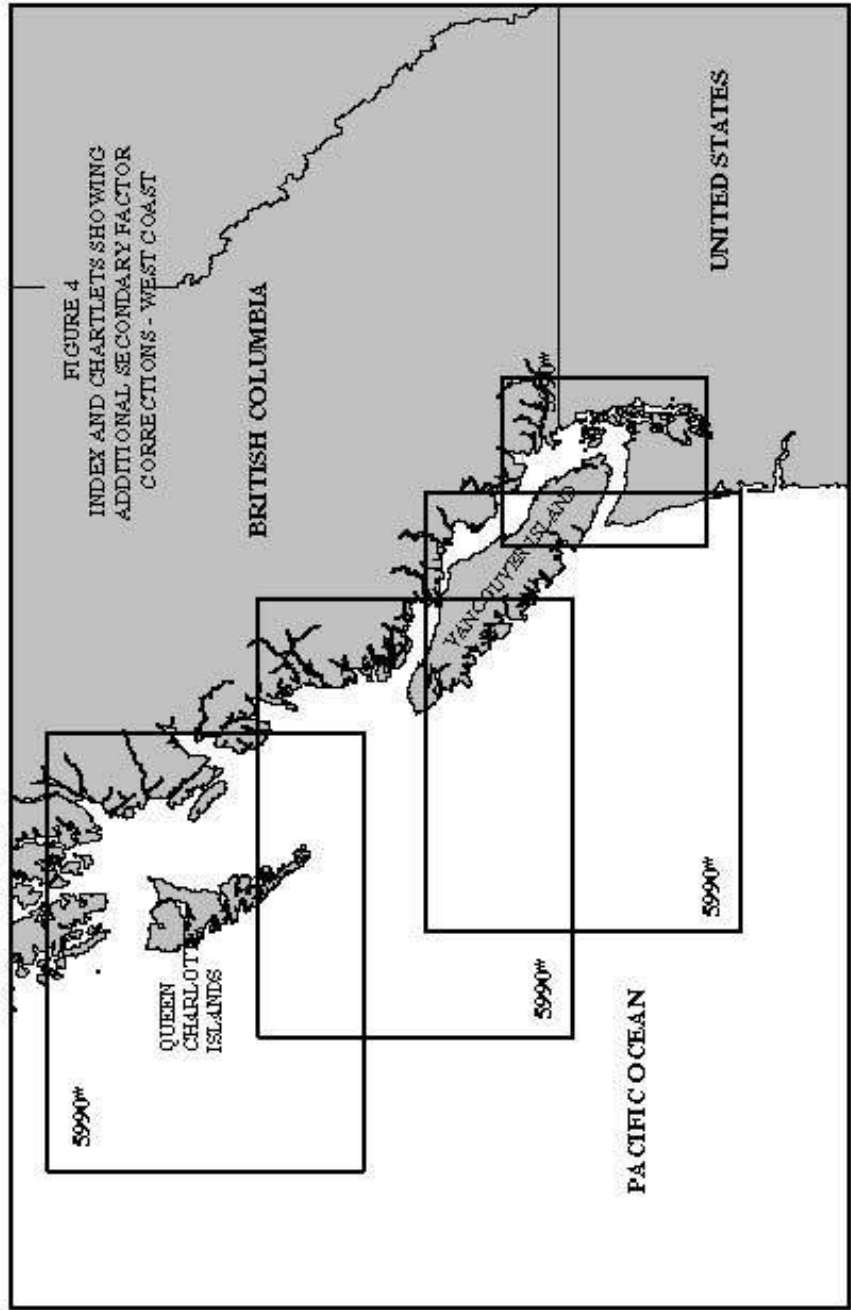 FIGURE 4
INDEX AND CHARTLETS SHOWING
ADDITIONAL SECONDARY FACTOR
CORRECTIONS - WEST COAST
5990"
QUEEN
CHARLOTT
ISLANDS
BRITISH COLUMBIA
VANCOUVER ISLAND
5990"
5990"
5990"
PACIFIC OCEAN
UNITED STATES